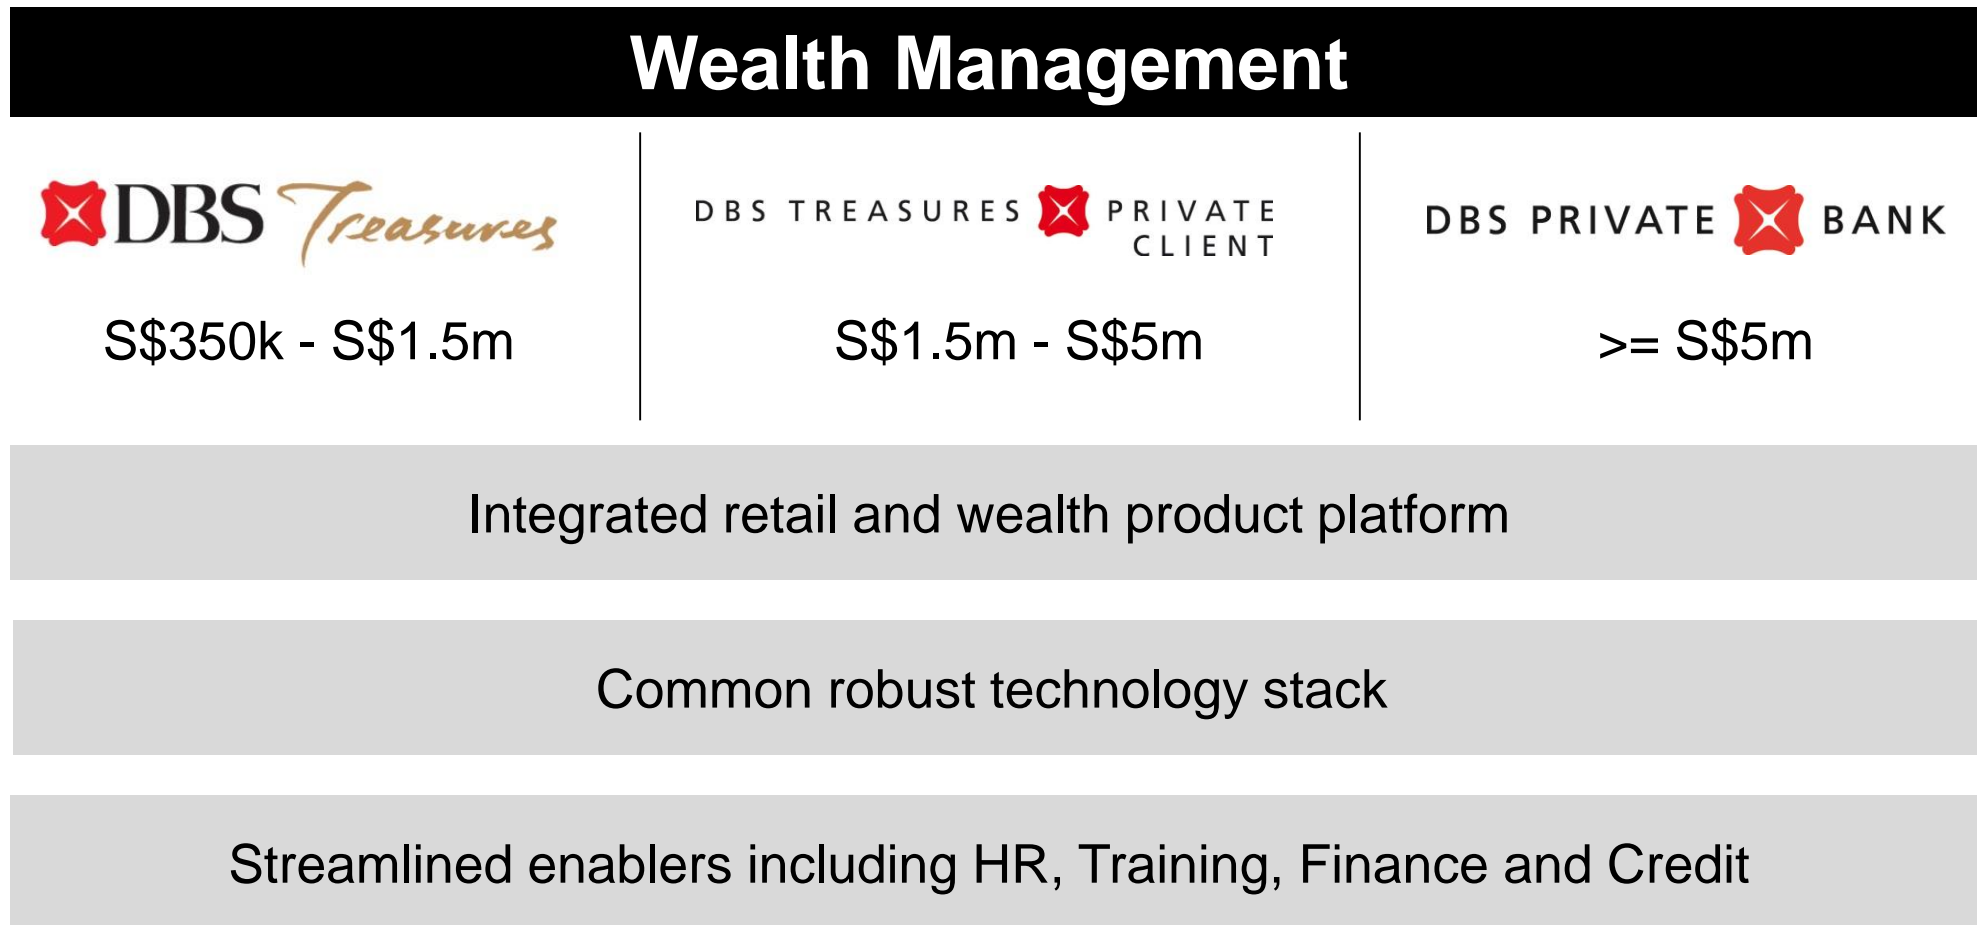 Wealth Management
DBS Treasures
DBS TREASURES PRIVATE
CLIENT
DBS PRIVATE BANK
S$350k - S$1.5m
S$1.5m - S$5m
>= S$5m
Integrated retail and wealth product platform
Common robust technology stack
Streamlined enablers including HR, Training, Finance and Credit